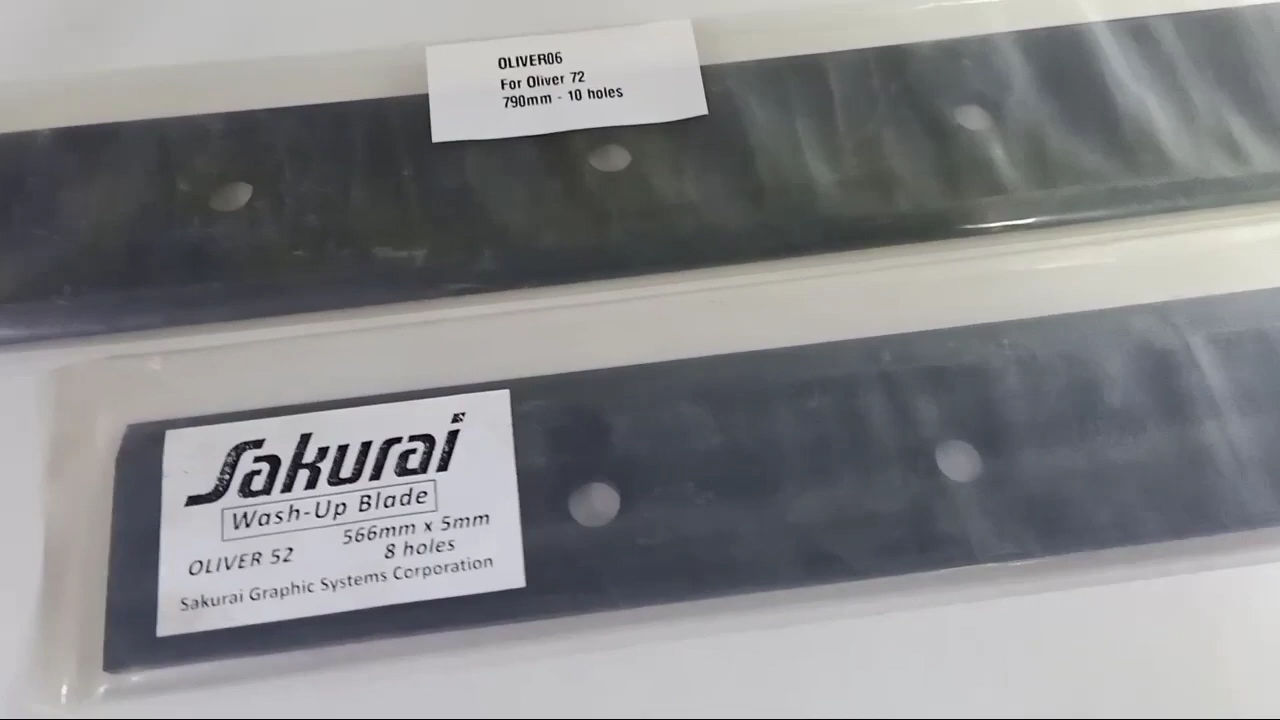 OLIVER06
For Oliver 72
790mm - 10 holes
Sakurai
Wash-Up Blade
566mm x 5mm
OLIVER 52 8 holes
Sakurai Graphic Systems Corporation